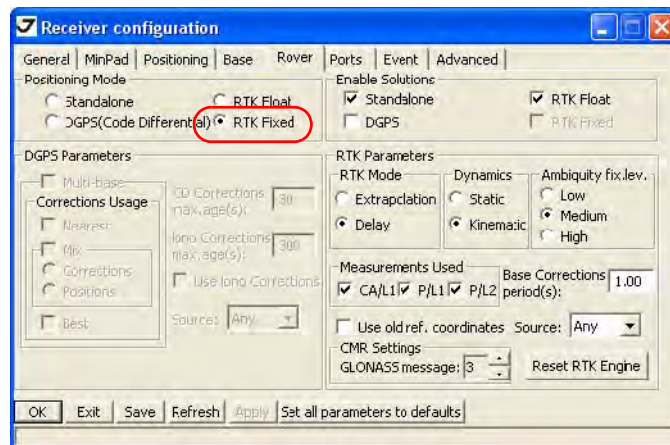 Receiver configuration
General MinPad Positioning Base Rover Ports Event Advanced
Positioning Mode
Standalone
RTK Float
DGPS(Code Differential)
RTK Fixed
Enable Solutions
Standalone
RTK Float
DGPS
RTK Fixed
DGPS Parameters
Multi-base
Corrections Usage
Nearest
Mix
Corrections
Positions
Best
CD Corrections
max.age(s):
30
Iono Corrections
max.age(s):
300
Use Iono Corrections
Source: Any
RTK Parameters
RTK Mode
Extrapolation
Delay
Dynamics
Static
Kinematic
Ambiguity fix.lev.
Low
Medium
High
Measurements Used
CA/L1 P/L1 P/L2
Base Corrections
period(s):
1.00
Use old ref. coordinates Source: Any
CMR Settings
GLONASS message: 3
Reset RTK Engine
OK Exit Save Refresh Apply Set all parameters to defaults